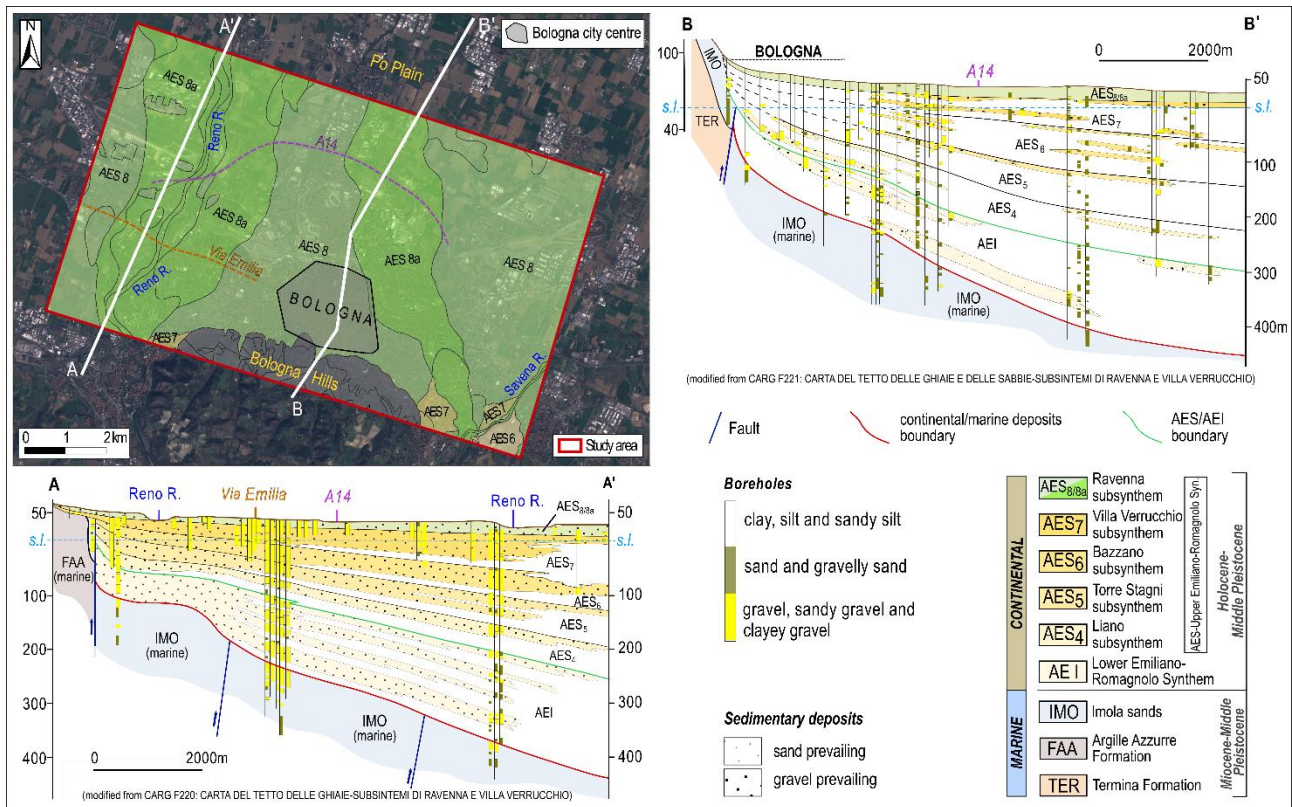 N
A'
B'
Bologna city centre
Po Plain
AES 8a
AES 8
Reno R.
A14
AES 8a
AES 8
AES 8a
AES 8
Via Emilia
Reno R.
BOLOGNA
AES7
Bologna Hills
Savena R.
AES7
AES7
AES6
A
B
0 1 2km
Study area
B
B'
100
IMO
BOLOGNA
0 2000m
A14
50
s.l.
AES8/8a
s.l.
TER
40
AES7
AES6
100
AES5
AES4
200
IMO
(marine)
AEI
300
IMO
(marine)
400m
(modified from CARG F221: CARTA DEL TETTO DELLE GHIAIE E DELLE SABBIE-SUBSINTEMI DI RAVENNA E VILLA VERRUCCHIO)
A
Reno R.
Via Emilia
A14
Reno R.
A'
AES8/8a
50
50
s.l.
s.l.
FAA
(marine)
AES7
100
AES6
100
AES5
IMO
(marine)
200
AES4
200
300
AEI
300
IMO
(marine)
400
400
0 2000m
(modified from CARG F220: CARTA DEL TETTO DELLE GHIAIE-SUBSINTEMI DI RAVENNA E VILLA VERRUCCHIO)
Fault
continental/marine deposits
boundary
AES/AEI
boundary
Boreholes
clay, silt and sandy silt
sand and gravelly sand
gravel, sandy gravel and
clayey gravel
Sedimentary deposits
sand prevailing
gravel prevailing
CONTINENTAL
MARINE
AES8/8a
Ravenna
subsynthem
AES7
Villa Verrucchio
subsynthem
AES6
Bazzano
subsynthem
AES5
Torre Stagni
subsynthem
AES4
Liano
subsynthem
AE I
Lower Emiliano-
Romagnolo Synthem
IMO
Imola sands
FAA
Argille Azzurre
Formation
TER
Termina Formation
AES-Upper Emiliano-Romagnolo Syn.
Holocene-
Middle Pleistocene
Miocene-Middle
Pleistocene